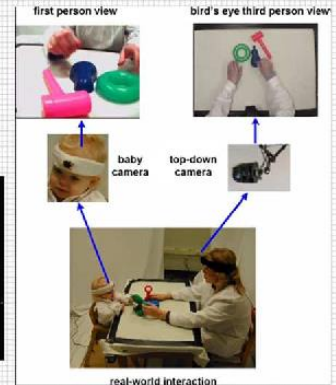 first person view
bird's eye third person view
baby camera
top-down camera
real-world interaction